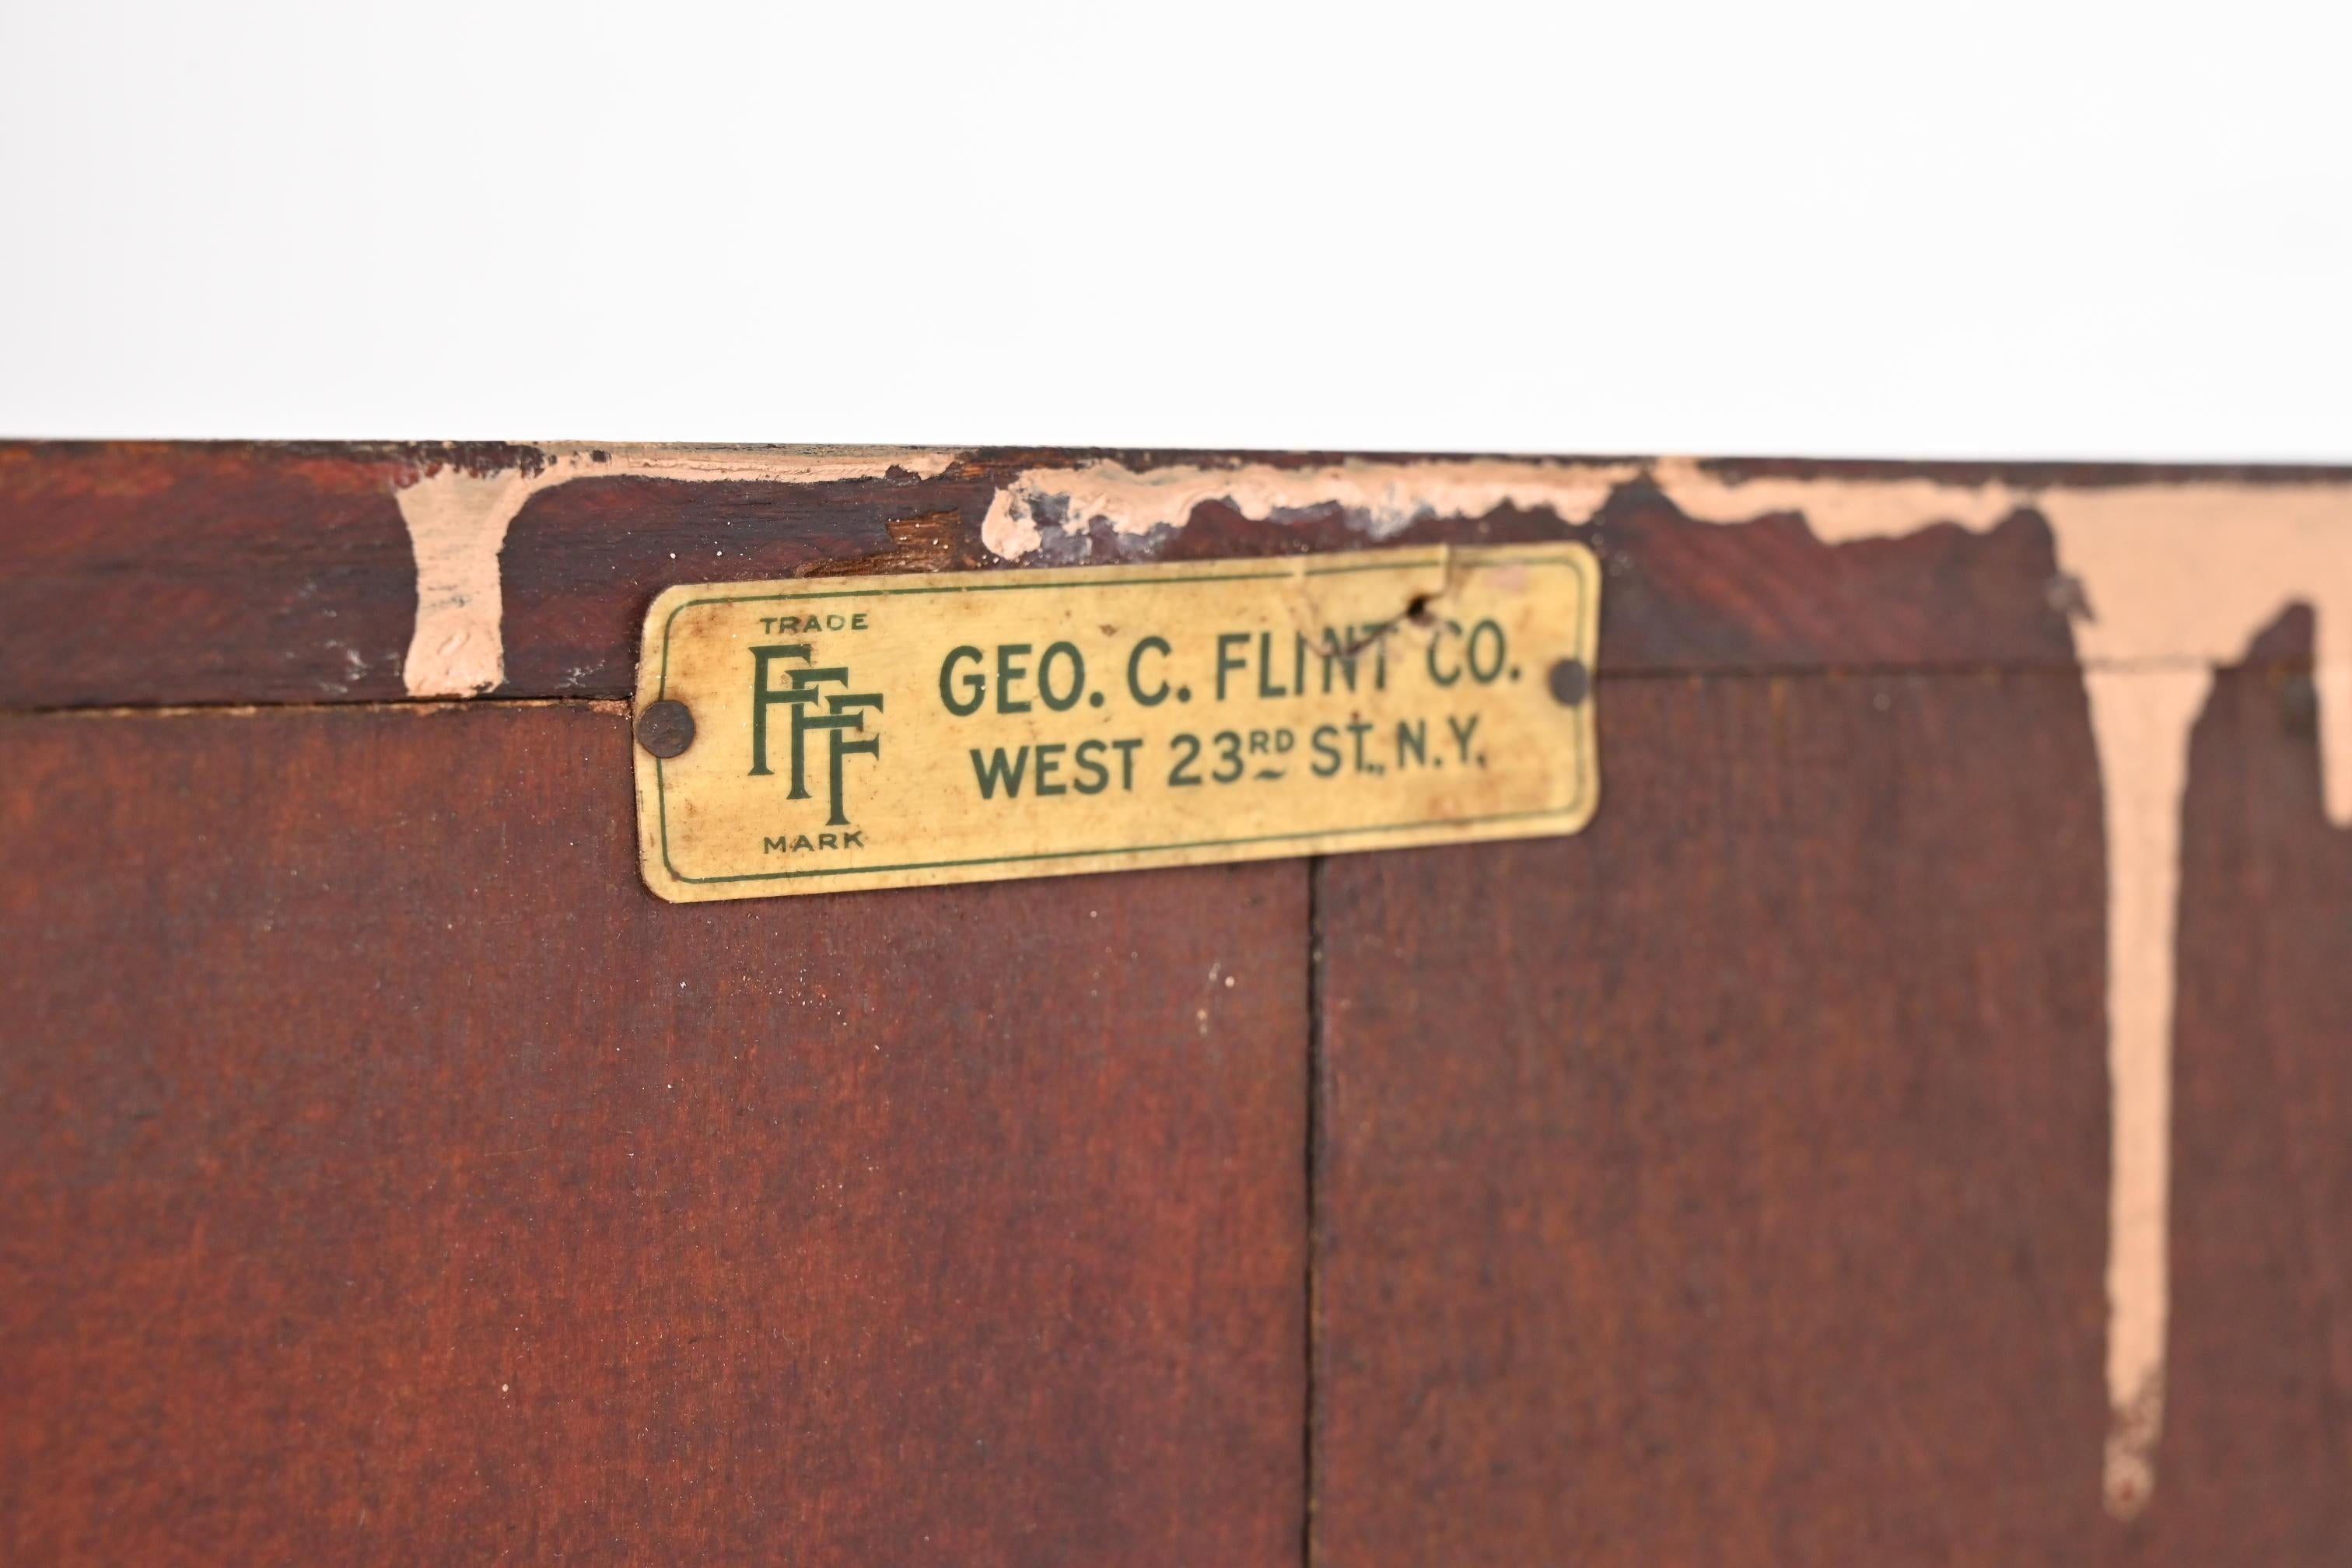 TRADE
FFF
MARK
GEO. C. FLINT CO.
WEST 23RD ST., N.Y.